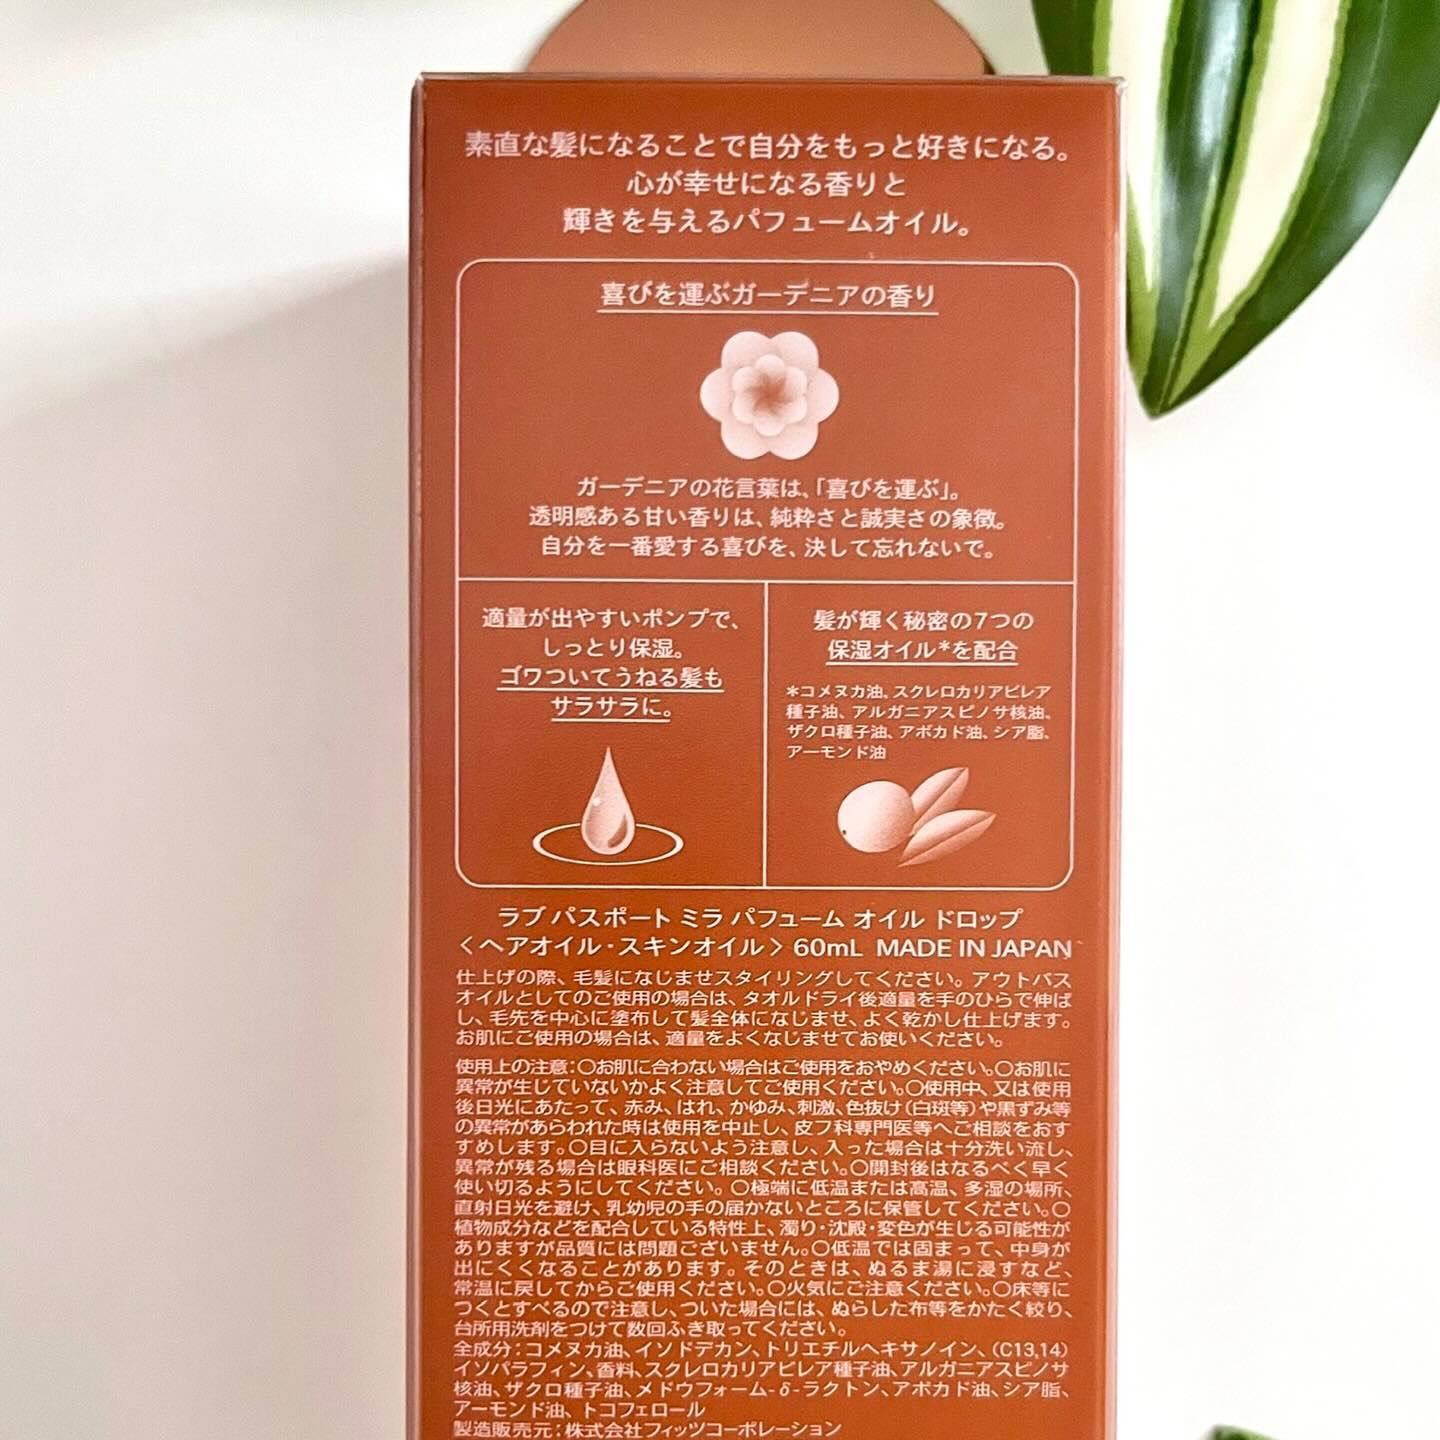 素直な髪になることで自分をもっと好きになる。
心が幸せになる香りと
輝きを与えるパフュームオイル。
喜びを運ぶガーデニアの香り
ガーデニアの花言葉は、「喜びを運ぶ」。
透明感ある甘い香りは、純粋さと誠実さの象徴。
自分を一番愛する喜びを、決して忘れないで。
適量が出やすいポンプで、
しっとり保湿。
ゴワついてうねる髪も
サラサラに。
髪が輝く秘密の7つの
保湿オイル*を配合
*コメヌカ油、スクレロカリアビレア
種子油、アルガニアスピノサ核油、
ザクロ種子油、アボカド油、シア脂、
アーモンド油
ラブ パスポート ミラ パフューム オイル ドロップ
〈ヘアオイル・スキンオイル〉60mL MADE IN JAPAN
仕上げの際、毛髪になじませスタイリングしてください。アウトバス
オイルとしてのご使用の場合は、タオルドライ後適量を手のひらで伸ば
し、毛先を中心に塗布して髪全体になじませ、よく乾かし仕上げます。
お肌にご使用の場合は、適量をよくなじませてお使いください。
使用上の注意:〇お肌に合わない場合はご使用をおやめください。〇お肌に
異常が生じていないかよく注意してご使用ください。〇使用中、又は使用
後日光にあたって、赤み、はれ、かゆみ、刺激、色抜け(白斑等)や黒ずみ等
の異常があらわれた時は使用を中止し、皮フ科専門医等へご相談をおす
すめします。〇目に入らないよう注意し、入った場合は十分洗い流し、
異常が残る場合は眼科医にご相談ください。〇開封後はなるべく早く
使い切るようにしてください。〇極端に低温または高温、多湿の場所、
直射日光を避け、乳幼児の手の届かないところに保管してください。〇
植物成分などを配合している特性上、濁り・沈殿・変色が生じる可能性が
ありますが品質には問題ございません。〇低温では固まって、中身が
出にくくなることがあります。そのときは、ぬるま湯に浸すなど、
常温に戻してからご使用ください。〇火気にご注意ください。〇床等に
つくとすべるので注意し、ついた場合には、ぬらした布等をかたく絞り、
台所用洗剤をつけて数回ふき取ってください。
全成分:コメヌカ油、イソドデカン、トリエチルヘキサノイン、(C13,14)
イソパラフィン、香料、スクレロカリアビレア種子油、アルガニアスピノサ
核油、ザクロ種子油、メドウフォーム-δ-ラクトン、アボカド油、シア脂、
アーモンド油、トコフェロール
製造販売元:株式会社フィッツコーポレーション